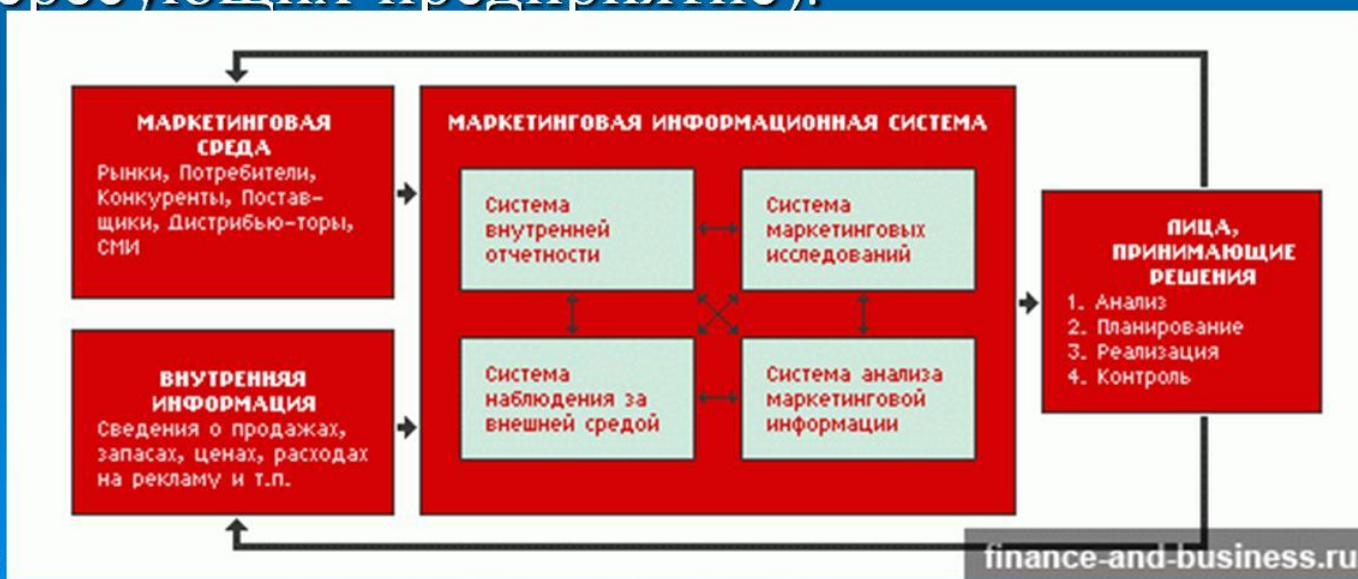 предприятие).
МАРКЕТИНГОВАЯ
СРЕДА
Рынки, Потребители,
Конкуренты, Постав-
щики, Дистрибью-торы,
СМИ
ВНУТРЕННЯЯ
ИНФОРМАЦИЯ
Сведения о продажах,
запасах, ценах, расходах
на рекламу и т.п.
МАРКЕТИНГОВАЯ ИНФОРМАЦИОННАЯ СИСТЕМА
Система
внутренней
отчетности
Система
маркетинговых
исследований
Система
наблюдения за
внешней средой
Система анализа
маркетинговой
информации
ЛИЦА,
ПРИНИМАЮЩИЕ
РЕШЕНИЯ
1. Анализ
2. Планирование
3. Реализация
4. Контроль
finance-and-business.ru